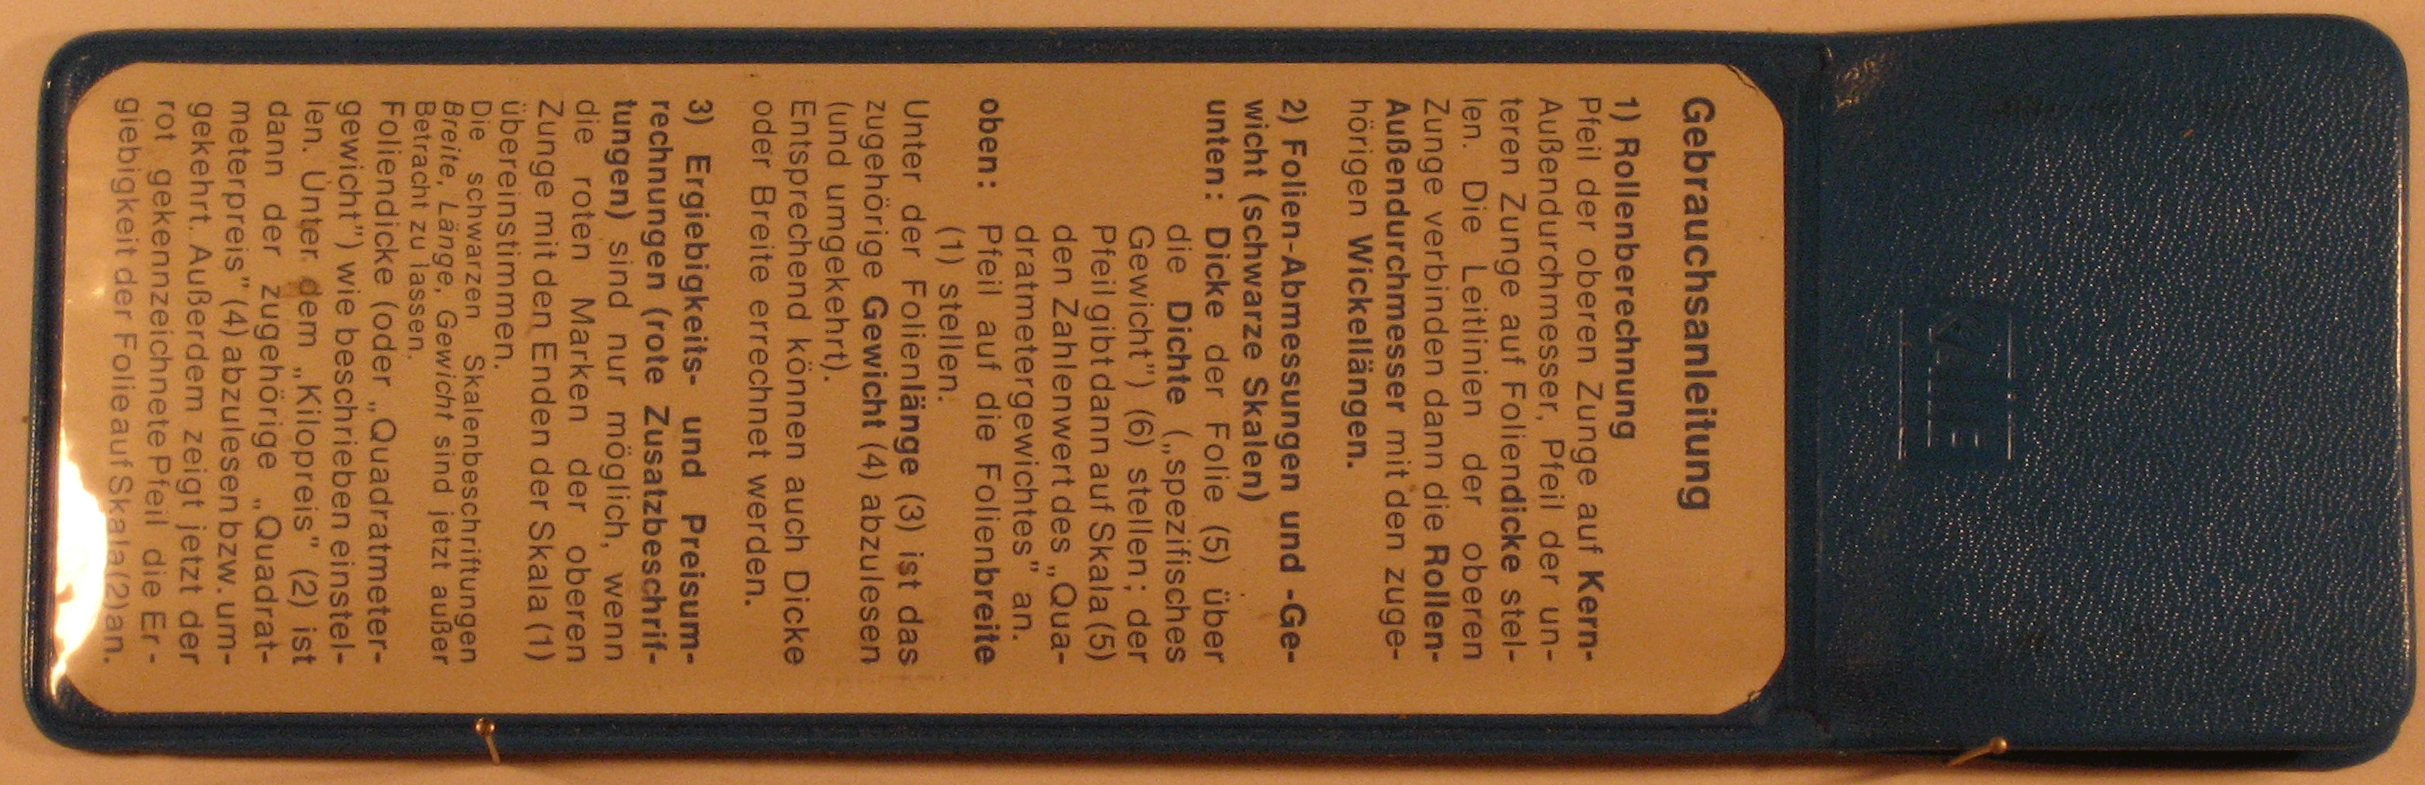 KALLE
Gebrauchsanleitung
1) Rollenberechnung
Pfeil der oberen Zunge auf Kern-
Außendurchmesser, Pfeil der un-
teren Zunge auf Foliendicke stel-
len. Die Leitlinien der oberen
Zunge verbinden dann die Rollen-
Außendurchmesser mit den zuge-
hörigen Wickellängen.
2) Folien-Abmessungen und -Ge-
wicht (schwarze Skalen)
unten: Dicke der Folie (5) über
die Dichte („spezifisches
Gewicht") (6) stellen; der
Pfeil gibt dann auf Skala (5)
den Zahlenwert des „Qua-
dratmetergewichtes" an.
oben: Pfeil auf die Folienbreite
(1) stellen.
Unter der Folienlänge (3) ist das
zugehörige Gewicht (4) abzulesen
(und umgekehrt).
Entsprechend können auch Dicke
oder Breite errechnet werden.
3) Ergiebigkeits- und Preisum-
rechnungen (rote Zusatzbeschrif-
tungen) sind nur möglich, wenn
die roten Marken der oberen
Zunge mit den Enden der Skala (1)
übereinstimmen.
Die schwarzen Skalenbeschriftungen
Breite, Länge, Gewicht sind jetzt außer
Betracht zu lassen.
Foliendicke (oder „Quadratmeter-
gewicht") wie beschrieben einstel-
len. Unter dem „Kilopreis" (2) ist
dann der zugehörige „Quadrat-
meterpreis" (4) abzulesen bzw. um-
gekehrt. Außerdem zeigt jetzt der
rot gekennzeichnete Pfeil die Er-
giebigkeit der Folie auf Skala (2) an.